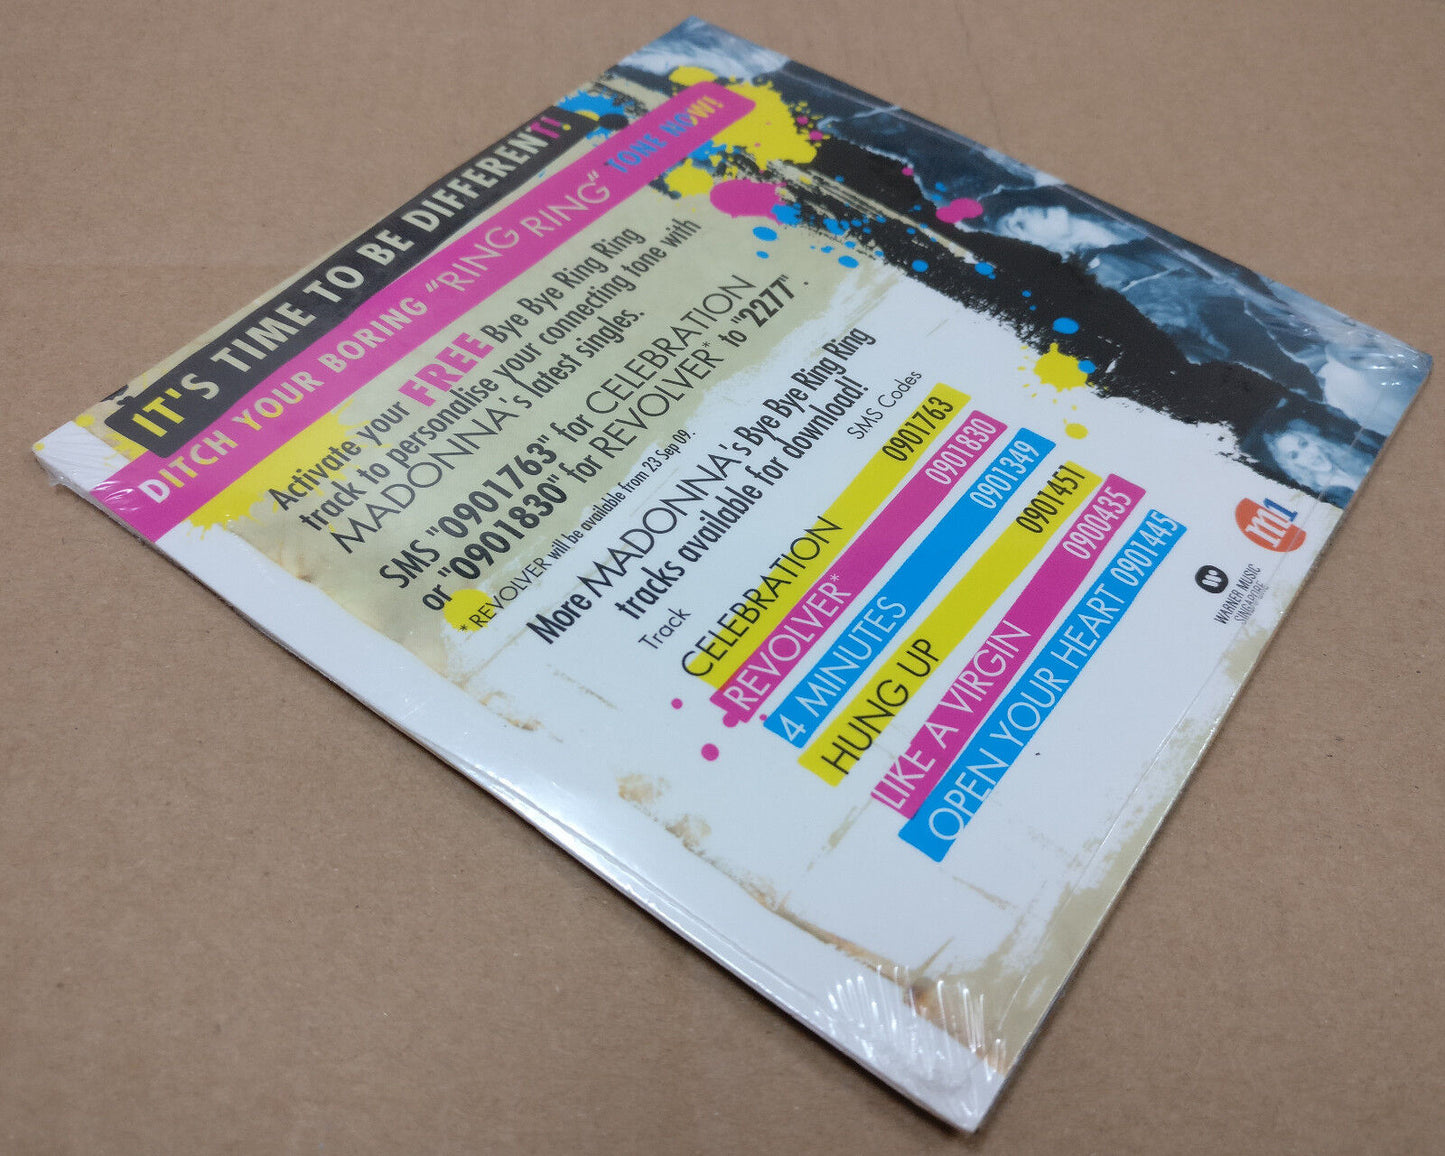 IT'S TIME TO BE DIFFERENT!
DITCH YOUR BORING "RING RING" TONE NOW!
Activate your FREE Bye Bye Ring Ring
track to personalise your connecting tone with
MADONNA's latest singles.
SMS "0901763" for CELEBRATION
or "0901830" for REVOLVER* to "2277".
* REVOLVER will be available from 23 Sep 09.
More MADONNA's Bye Bye Ring Ring
tracks available for download!
Track SMS Codes
CELEBRATION 0901763
REVOLVER* 0901830
4 MINUTES 0901349
HUNG UP 0901451
LIKE A VIRGIN 0900435
OPEN YOUR HEART 0901445
WARNER MUSIC
SINGAPORE
m1